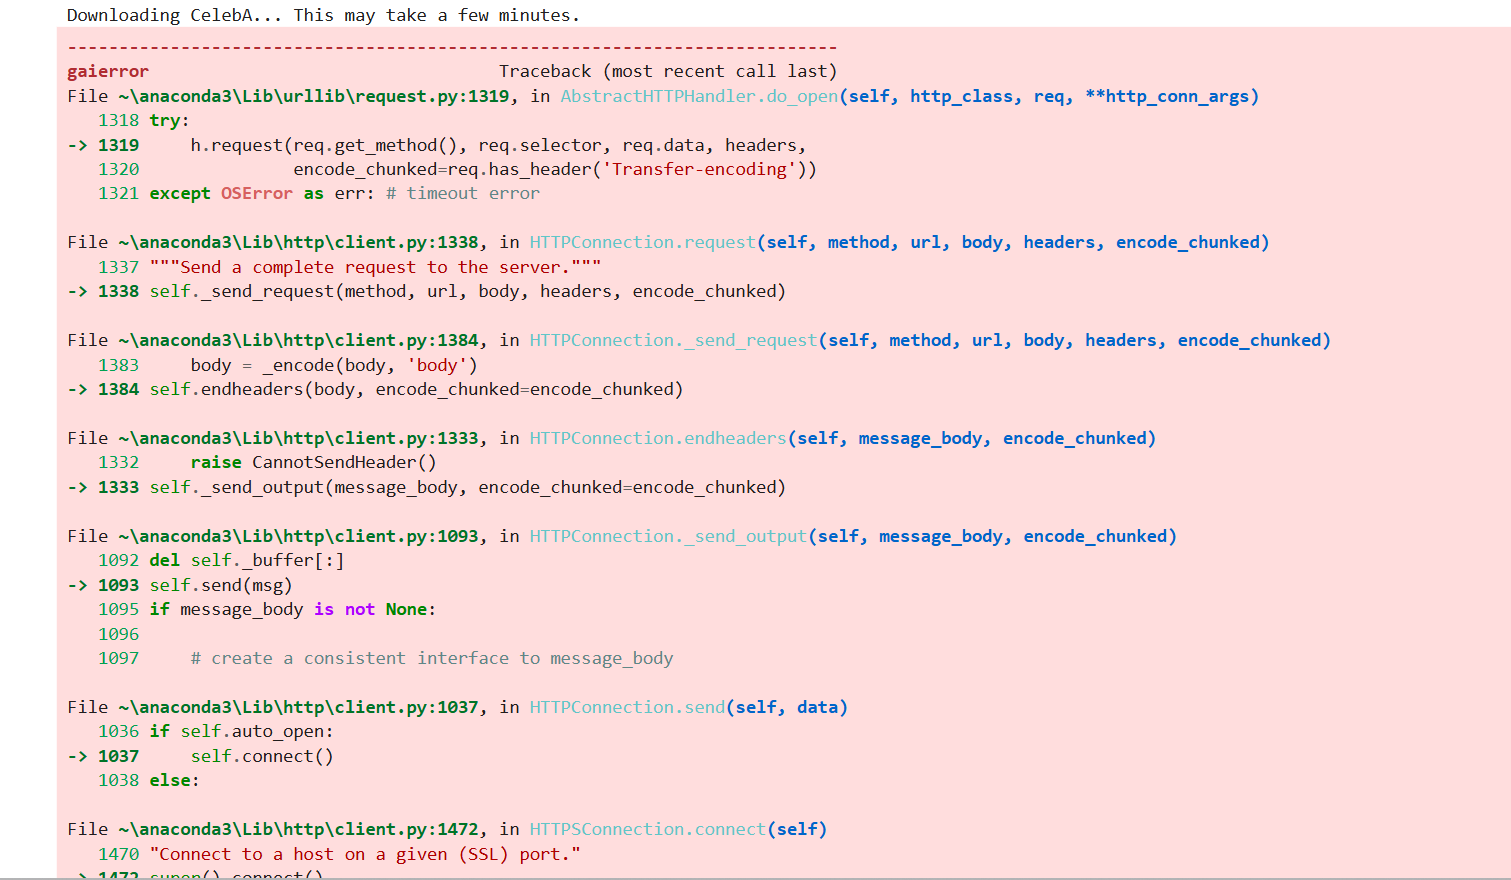 Downloading CelebA... This may take a few minutes.
---------------------------------------------------------------------------
gaierror                                  Traceback (most recent call last)
File ~\anaconda3\Lib\urllib\request.py:1319, in AbstractHTTPHandler.do_open(self, http_class, req, **http_conn_args)
   1318 try:
-> 1319     h.request(req.get_method(), req.selector, req.data, headers,
   1320               encode_chunked=req.has_header('Transfer-encoding'))
   1321 except OSError as err: # timeout error
File ~\anaconda3\Lib\http\client.py:1338, in HTTPConnection.request(self, method, url, body, headers, encode_chunked)
   1337 """Send a complete request to the server."""
-> 1338 self._send_request(method, url, body, headers, encode_chunked)
File ~\anaconda3\Lib\http\client.py:1384, in HTTPConnection._send_request(self, method, url, body, headers, encode_chunked)
   1383     body = _encode(body, 'body')
-> 1384 self.endheaders(body, encode_chunked=encode_chunked)
File ~\anaconda3\Lib\http\client.py:1333, in HTTPConnection.endheaders(self, message_body, encode_chunked)
   1332     raise CannotSendHeader()
-> 1333 self._send_output(message_body, encode_chunked=encode_chunked)
File ~\anaconda3\Lib\http\client.py:1093, in HTTPConnection._send_output(self, message_body, encode_chunked)
   1092 del self._buffer[:]
-> 1093 self.send(msg)
   1095 if message_body is not None:
   1096
   1097     # create a consistent interface to message_body
File ~\anaconda3\Lib\http\client.py:1037, in HTTPConnection.send(self, data)
   1036 if self.auto_open:
-> 1037     self.connect()
   1038 else:
File ~\anaconda3\Lib\http\client.py:1472, in HTTPSConnection.connect(self)
   1470 "Connect to a host on a given (SSL) port."
-> 1472 super().connect()